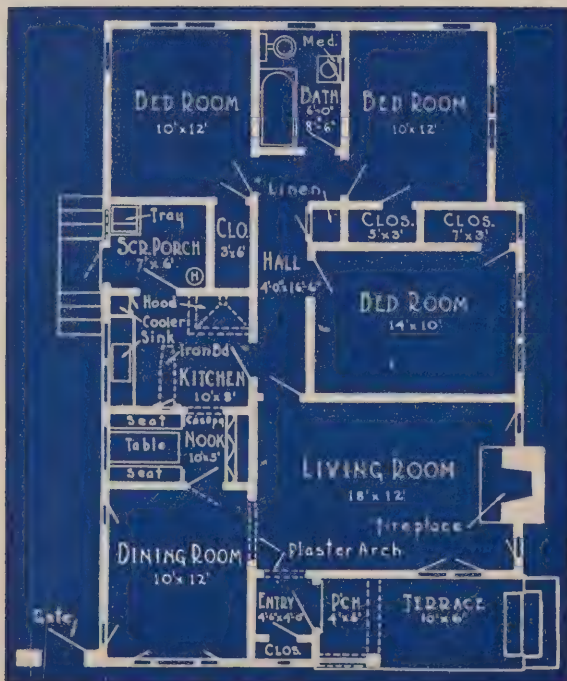 Med.
BED ROOM
10'x12'
BATH
6'-0"
8'-6"
BED ROOM
10'x12'
Linen
Tray
CLO.
3'x6'
CLOS.
5'x3'
CLOS.
7'x3'
SCR. PORCH
7'x6'
H
HALL
4'-0"x16'-6"
BED ROOM
14'x10'
Hood
Cooler
Sink
Iron Bd
KITCHEN
10'x8'
Seat
Table
NOOK
10'x5'
Seat
LIVING ROOM
18'x12'
fireplace
Plaster Arch
DINING ROOM
10'x12'
Gate
ENTRY
4'-6"x4'-0"
P'CH
4'x6'
TERRACE
10'x6'
CLOS.